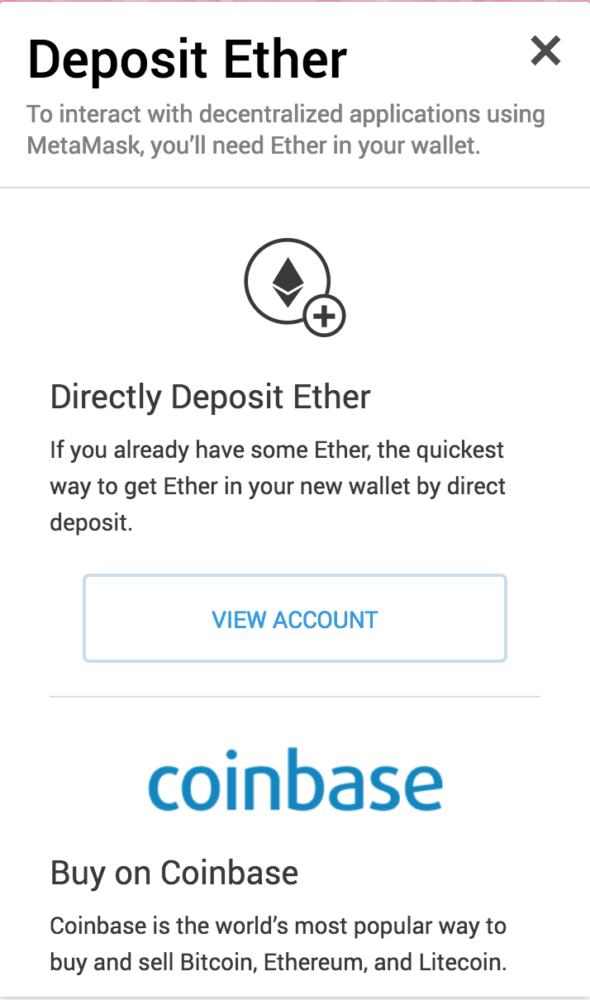 Deposit Ether
To interact with decentralized applications using
MetaMask, you’ll need Ether in your wallet.
Directly Deposit Ether
If you already have some Ether, the quickest
way to get Ether in your new wallet by direct
deposit.
VIEW ACCOUNT
coinbase
Buy on Coinbase
Coinbase is the world’s most popular way to
buy and sell Bitcoin, Ethereum, and Litecoin.